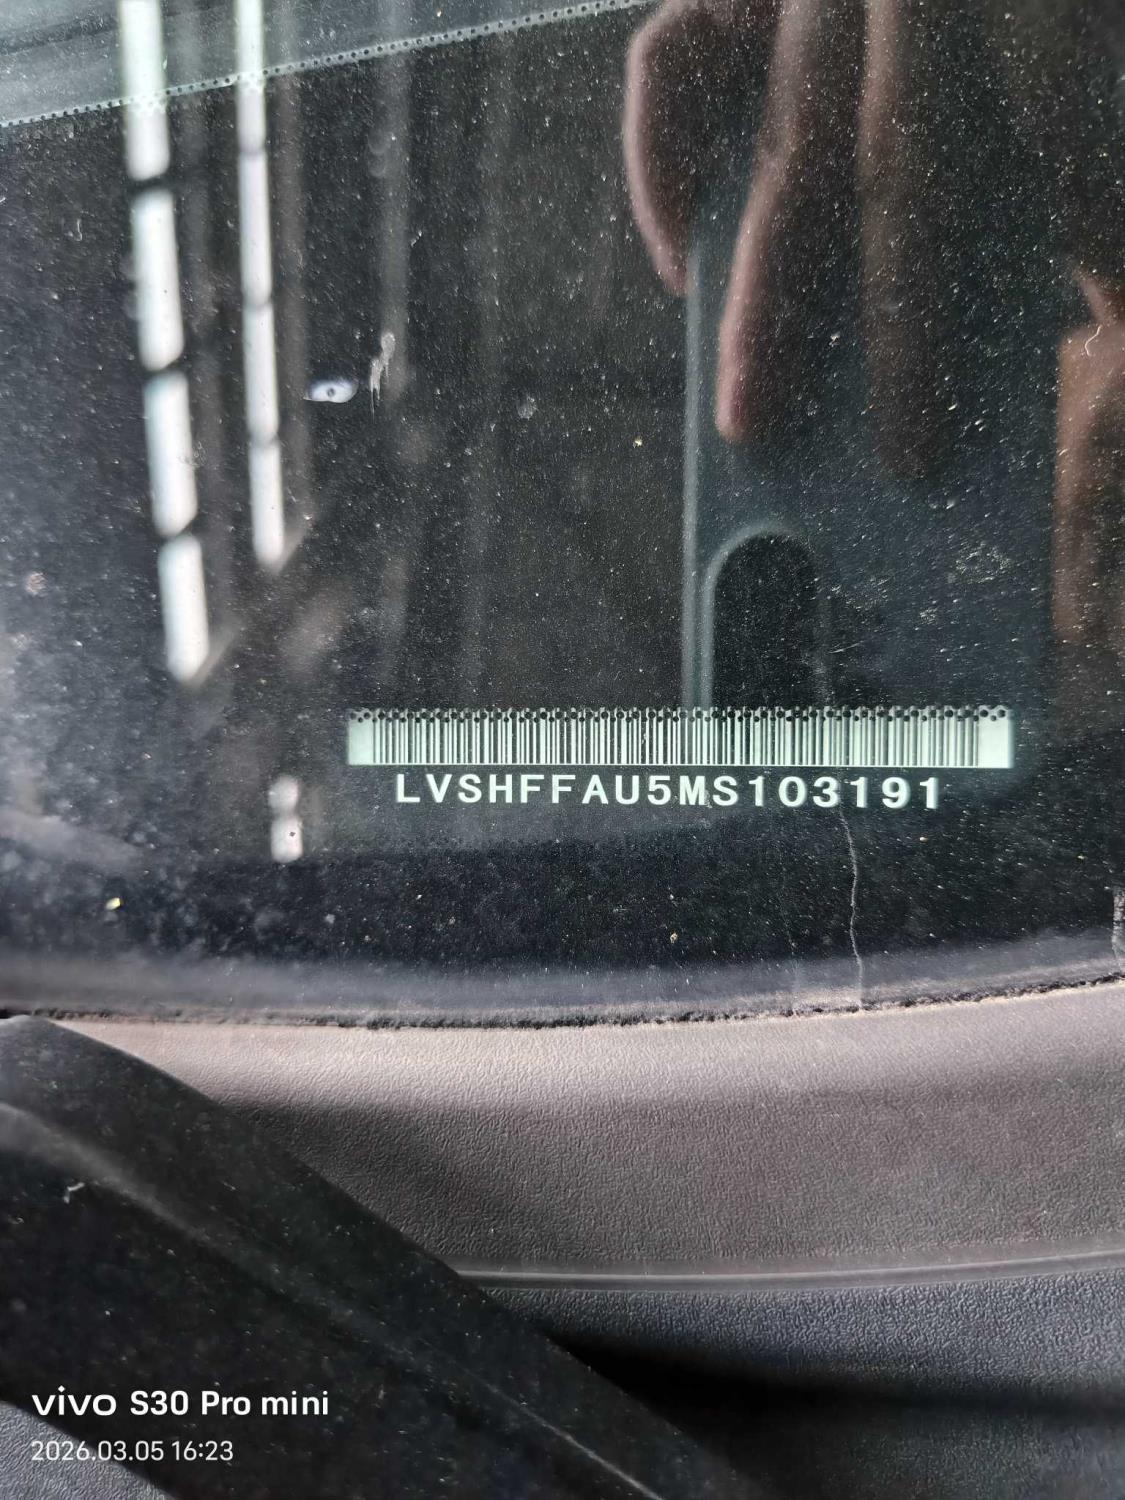 LVSHFFAU5MS103191
vivo S30 Pro mini
2026.03.05 16:23